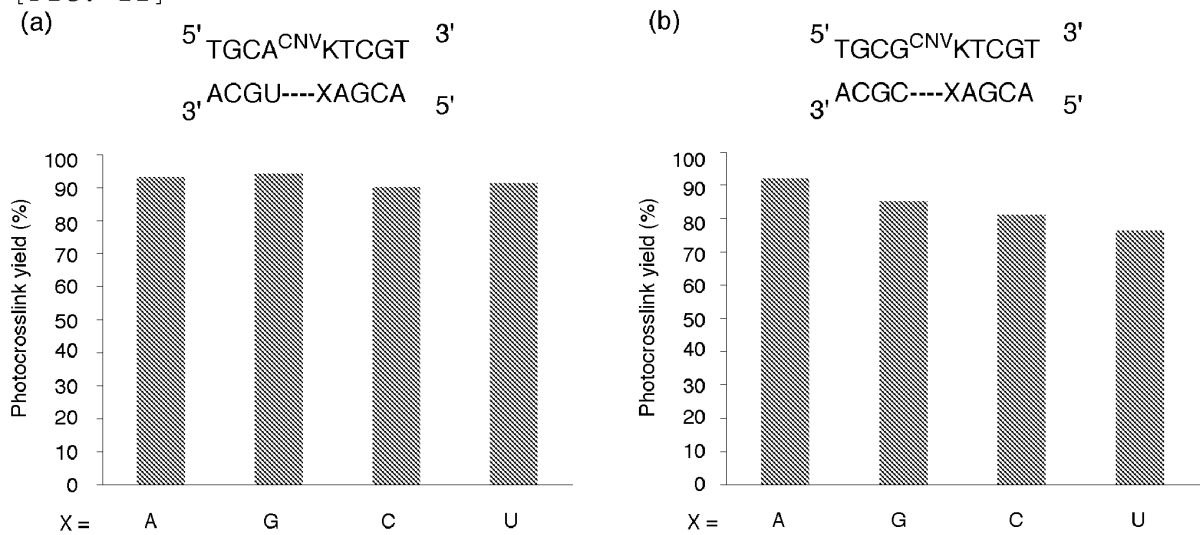 (a)
5' TGCA^CNV KTCGT 3'
3' ACGU----XAGCA 5'
Photocrosslink yield (%)
100
90
80
70
60
50
40
30
20
10
0
X = A G C U
(b)
5' TGCG^CNV KTCGT 3'
3' ACGC----XAGCA 5'
Photocrosslink yield (%)
100
90
80
70
60
50
40
30
20
10
0
X = A G C U